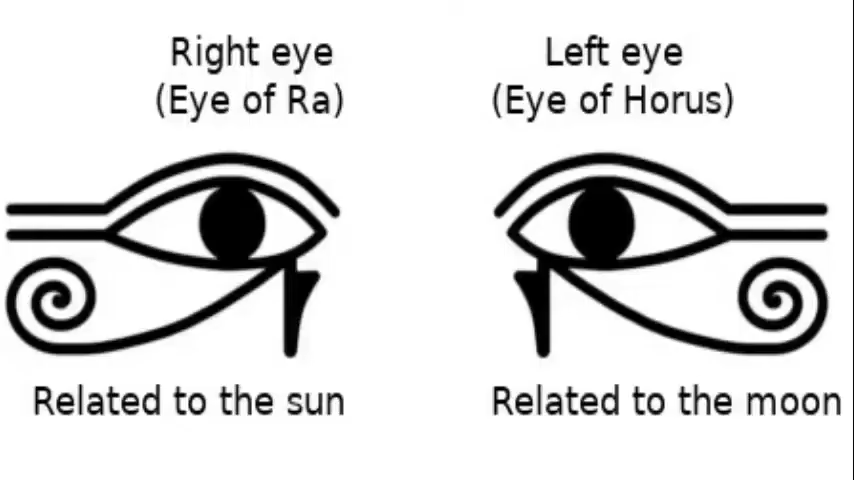 Right eye
(Eye of Ra)
Left eye
(Eye of Horus)
Related to the sun
Related to the moon